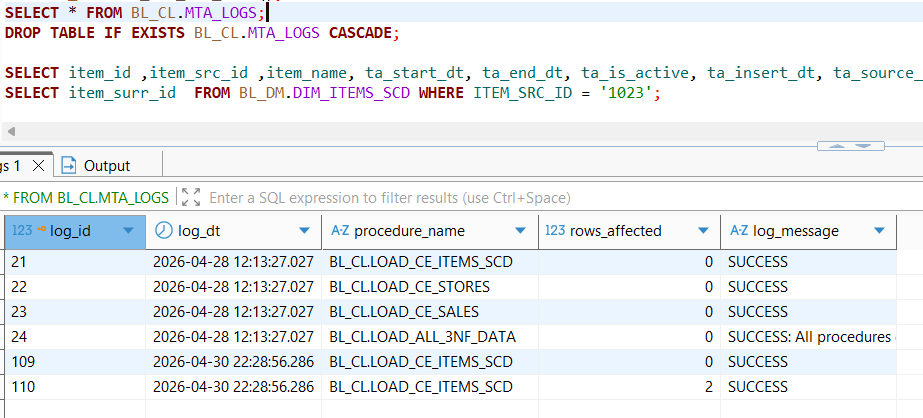 SELECT * FROM BL_CL.MTA_LOGS;
DROP TABLE IF EXISTS BL_CL.MTA_LOGS CASCADE;
SELECT item_id ,item_src_id ,item_name, ta_start_dt, ta_end_dt, ta_is_active, ta_insert_dt, ta_source_
SELECT item_surr_id FROM BL_DM.DIM_ITEMS_SCD WHERE ITEM_SRC_ID = '1023';
gs 1 Output
* FROM BL_CL.MTA_LOGS Enter a SQL expression to filter results (use Ctrl+Space)
123 log_id log_dt A-Z procedure_name 123 rows_affected A-Z log_message
21 2026-04-28 12:13:27.027 BL_CL.LOAD_CE_ITEMS_SCD 0 SUCCESS
22 2026-04-28 12:13:27.027 BL_CL.LOAD_CE_STORES 0 SUCCESS
23 2026-04-28 12:13:27.027 BL_CL.LOAD_CE_SALES 0 SUCCESS
24 2026-04-28 12:13:27.027 BL_CL.LOAD_ALL_3NF_DATA 0 SUCCESS: All procedures
109 2026-04-30 22:28:56.286 BL_CL.LOAD_CE_ITEMS_SCD 0 SUCCESS
110 2026-04-30 22:28:56.286 BL_CL.LOAD_CE_ITEMS_SCD 2 SUCCESS